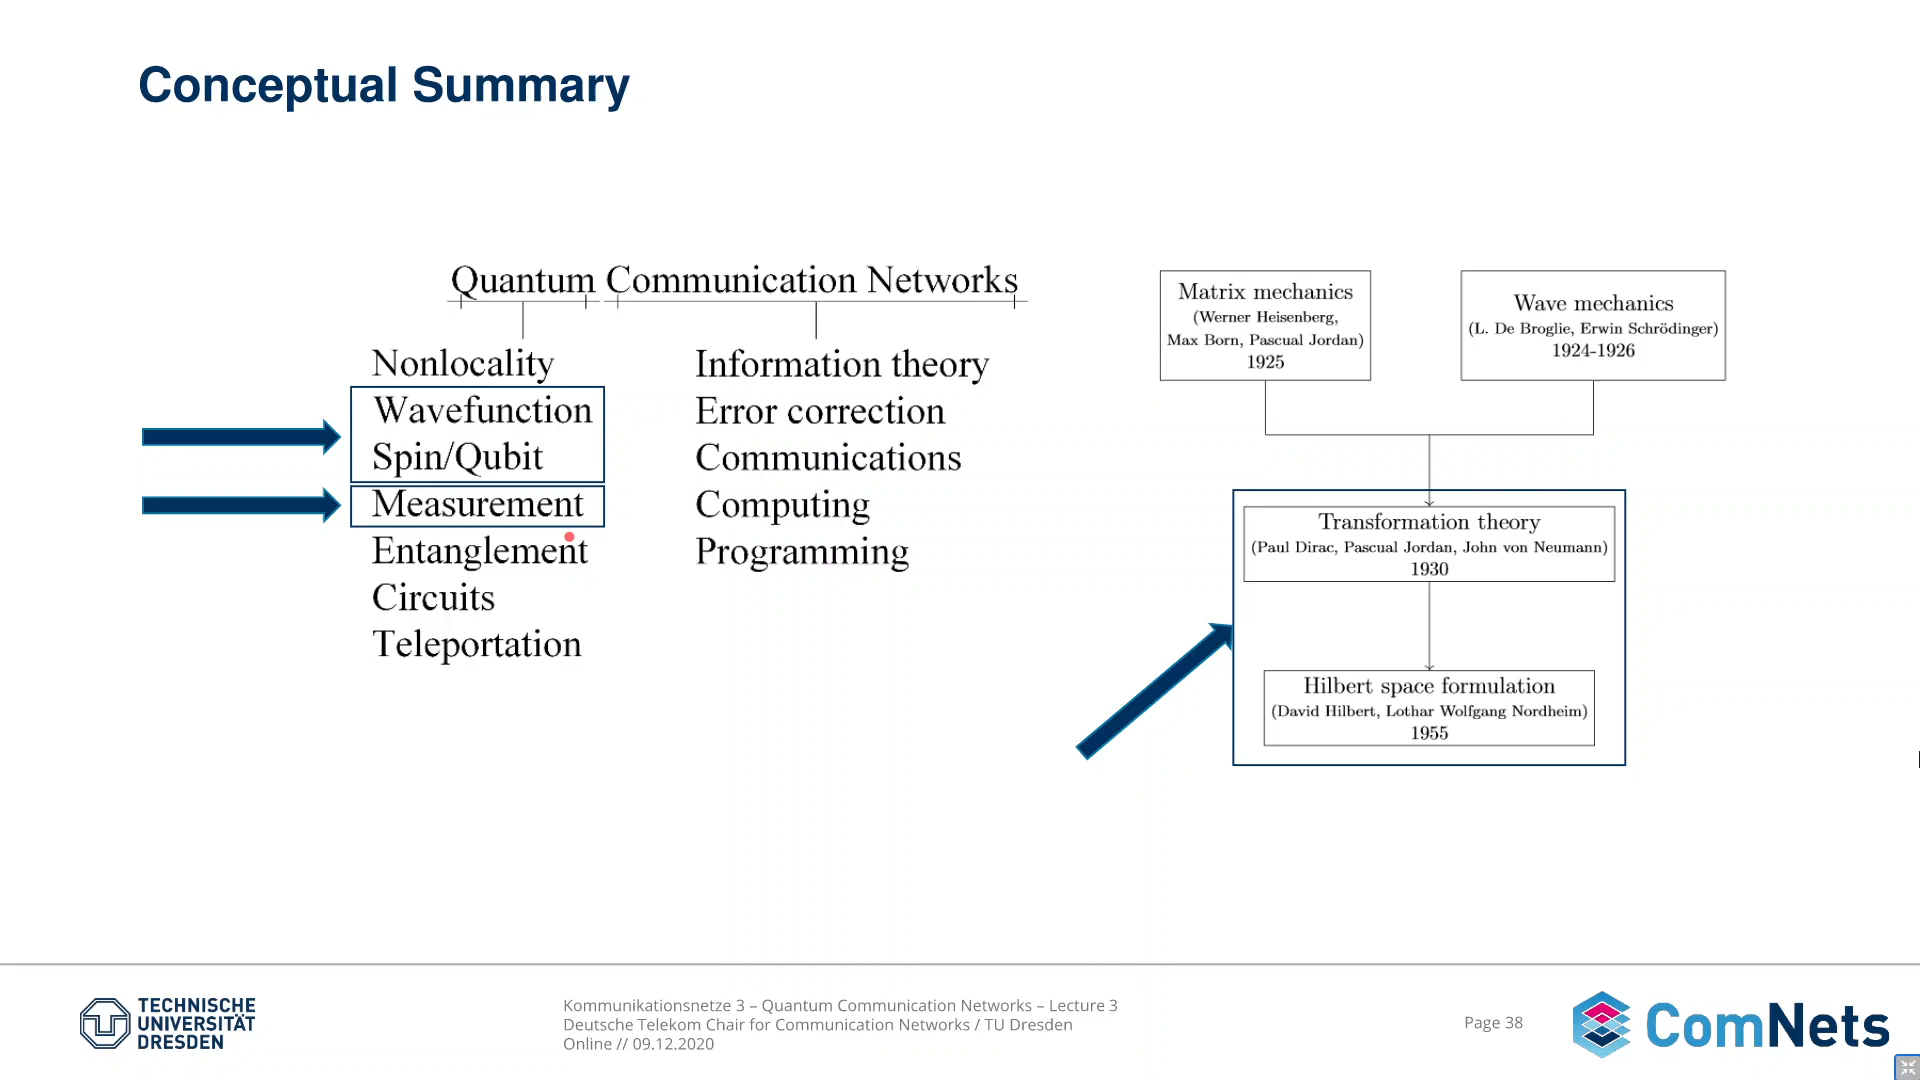 Conceptual Summary
Quantum Communication Networks
Nonlocality
Wavefunction
Spin/Qubit
Measurement
Entanglement
Circuits
Teleportation
Information theory
Error correction
Communications
Computing
Programming
Matrix mechanics
(Werner Heisenberg,
Max Born, Pascual Jordan)
1925
Wave mechanics
(L. De Broglie, Erwin Schrödinger)
1924-1926
Transformation theory
(Paul Dirac, Pascual Jordan, John von Neumann)
1930
Hilbert space formulation
(David Hilbert, Lothar Wolfgang Nordheim)
1955
TECHNISCHE
UNIVERSITÄT
DRESDEN
Kommunikationsnetze 3 – Quantum Communication Networks – Lecture 3
Deutsche Telekom Chair for Communication Networks / TU Dresden
Online // 09.12.2020
Page 38
ComNets